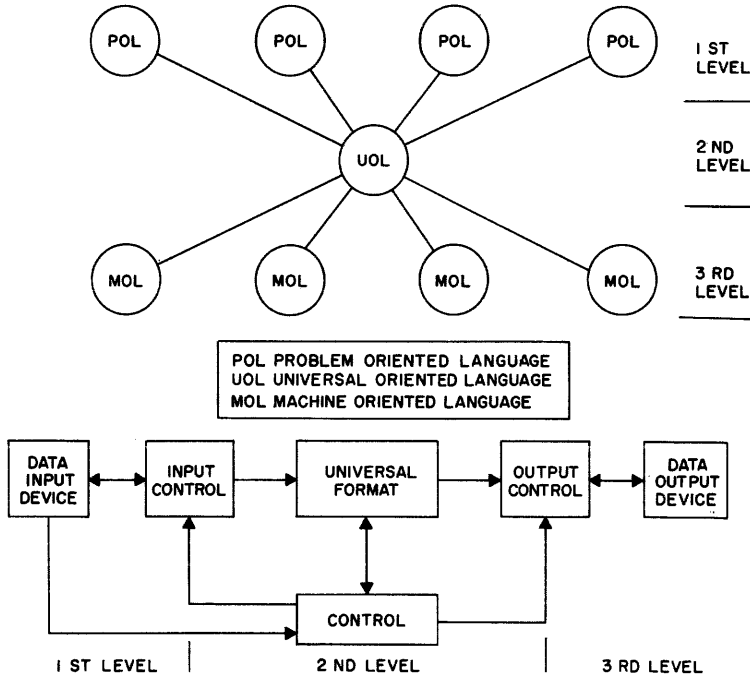 POL POL POL POL
1 ST
LEVEL
UOL
2 ND
LEVEL
MOL MOL MOL MOL
3 RD
LEVEL
POL PROBLEM ORIENTED LANGUAGE
UOL UNIVERSAL ORIENTED LANGUAGE
MOL MACHINE ORIENTED LANGUAGE
DATA
INPUT
DEVICE
INPUT
CONTROL
UNIVERSAL
FORMAT
OUTPUT
CONTROL
DATA
OUTPUT
DEVICE
CONTROL
1 ST LEVEL
2 ND LEVEL
3 RD LEVEL